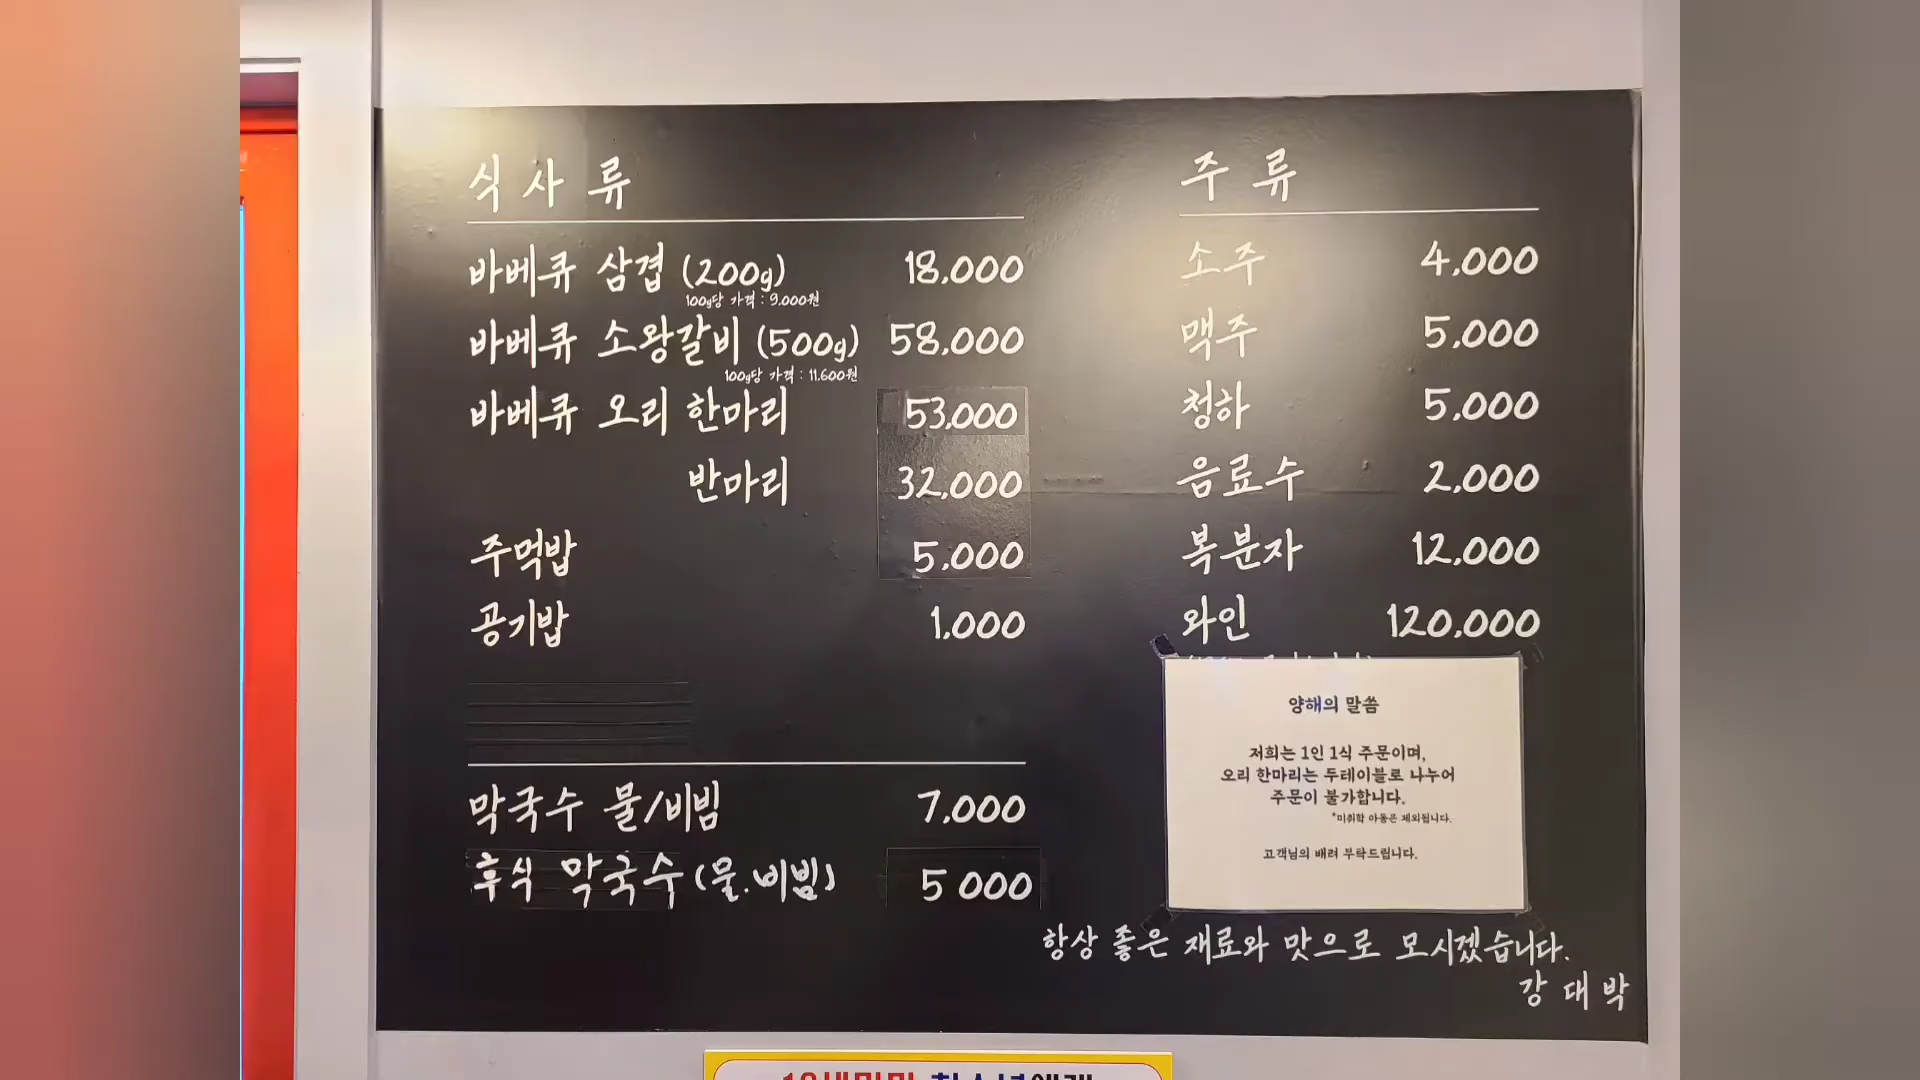 식사류
바베큐 삼겹 (200g) 18,000
100g당 가격 : 9,000원
바베큐 소왕갈비 (500g) 58,000
100g당 가격 : 11,600원
바베큐 오리 한마리 53,000
반마리 32,000
주먹밥 5,000
공기밥 1,000
막국수 물/비빔 7,000
후식 막국수 (물.비빔) 5 000
주류
소주 4,000
맥주 5,000
청하 5,000
음료수 2,000
복분자 12,000
와인 120,000
양해의 말씀
저희는 1인 1식 주문이며,
오리 한마리는 두테이블로 나누어
주문이 불가합니다.
*미취학 아동은 제외됩니다.
고객님의 배려 부탁드립니다.
항상 좋은 재료와 맛으로 모시겠습니다.
강대박